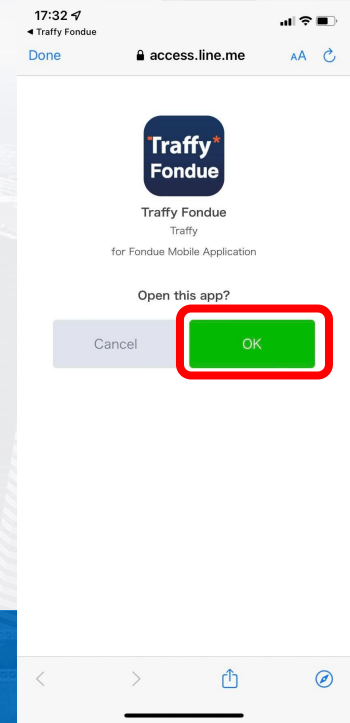 17:32
◀ Traffy Fondue
Done
access.line.me
AA
Traffy*
Fondue
Traffy Fondue
Traffy
for Fondue Mobile Application
Open this app?
Cancel
OK